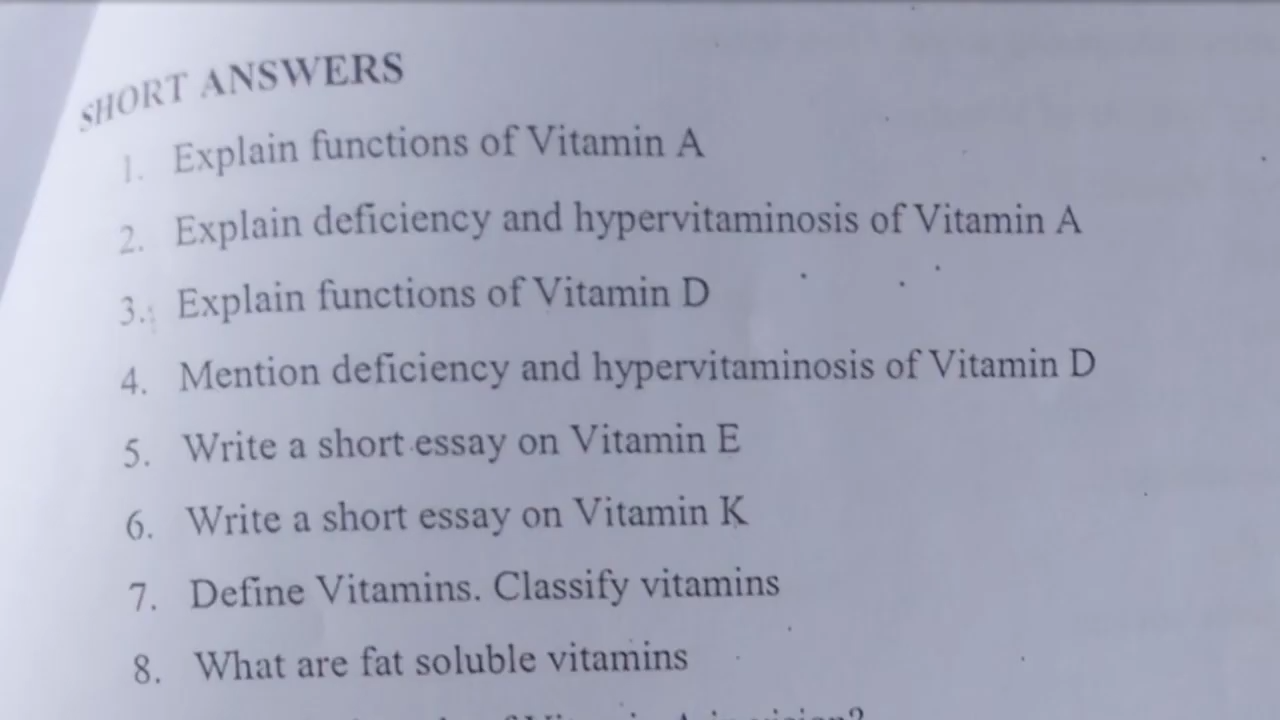 SHORT ANSWERS
1. Explain functions of Vitamin A
2. Explain deficiency and hypervitaminosis of Vitamin A
3. Explain functions of Vitamin D
4. Mention deficiency and hypervitaminosis of Vitamin D
5. Write a short essay on Vitamin E
6. Write a short essay on Vitamin K
7. Define Vitamins. Classify vitamins
8. What are fat soluble vitamins